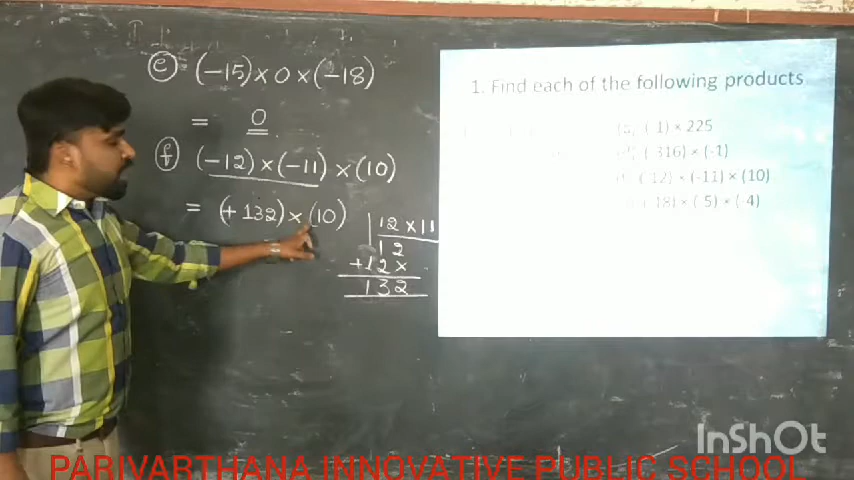 (e) (-15) × 0 × (-18)
= 0
(f) (-12) × (-11) × (10)
= (+132) × (10)
12 × 11
12
+12×
132
1. Find each of the following products
× 225
316) × (-1)
12) × (-11) × (10)
18) × ( 5) × ( 4)
InShOt
PARIVARTHANA INNOVATIVE PUBLIC SCHOOL